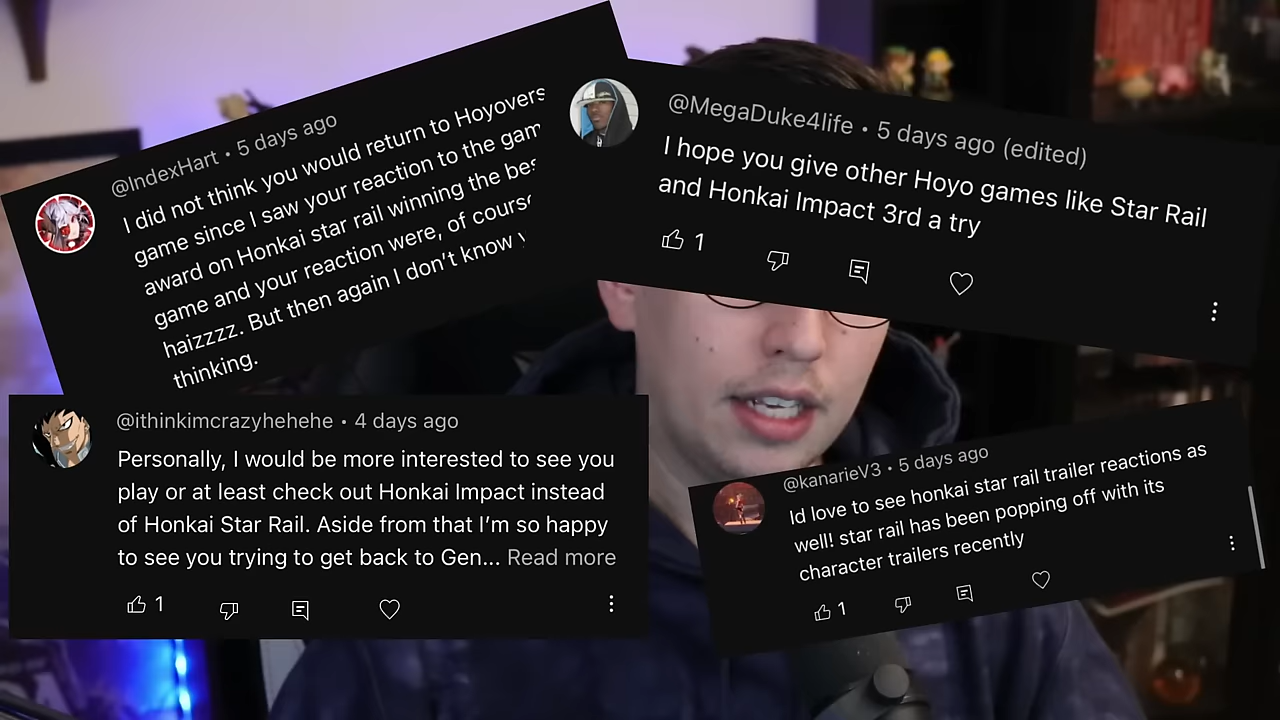 @IndexHart • 5 days ago
I did not think you would return to Hoyovers
game since I saw your reaction to the gam
award on Honkai star rail winning the bes
game and your reaction were, of course
haizzzz. But then again I don't know y
thinking.
@MegaDuke4life • 5 days ago (edited)
I hope you give other Hoyo games like Star Rail
and Honkai Impact 3rd a try
1
@ithinkimcrazyhehehe • 4 days ago
Personally, I would be more interested to see you
play or at least check out Honkai Impact instead
of Honkai Star Rail. Aside from that I'm so happy
to see you trying to get back to Gen... Read more
1
@kanarieV3 • 5 days ago
Id love to see honkai star rail trailer reactions as
well! star rail has been popping off with its
character trailers recently
1